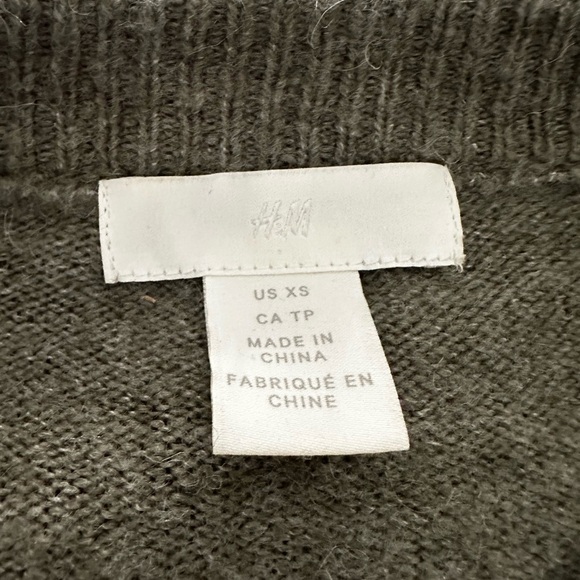 H&M
US XS
CA TP
MADE IN
CHINA
FABRIQUÉ EN
CHINE